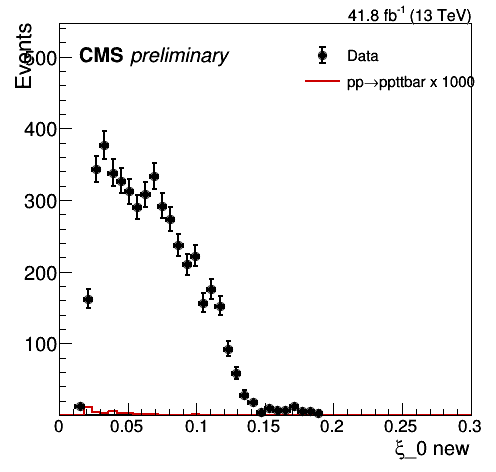 41.8 fb⁻¹ (13 TeV)
Events
CMS preliminary
Data
pp→ppttbar x 1000
500
400
300
200
100
0 0.05 0.1 0.15 0.2 0.25 0.3
ξ_0 new